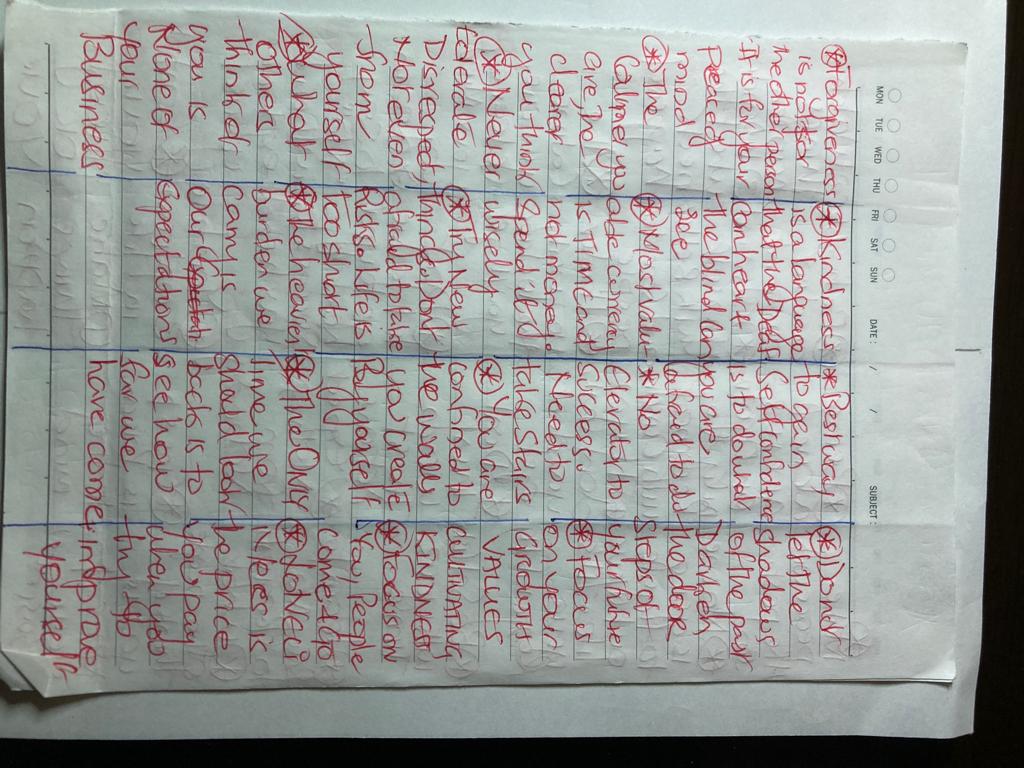 MON TUE WED THU FRI SAT SUN DATE : / / SUBJECT :
⊛ Forgiveness
is not for
the other person
It is for your
peace of
mind
⊛ The
Calmer you
are, the
clearer
you think
⊛ Never
tolerate
Disrespect,
Not even
from
yourself
⊛ What
others
think of
you is
None of
your
Business
⊛ Kindness
is a language
that the Deaf
can heart
the blind Can
See
⊛ Most valu-
able currency
is TIME and
not money.
Spend it
wisely
⊛ Try New
things. Dont
afraid to take
Risks. Life is
too short
⊛ The heaviest
burden we
carry is
Our
Expectations
* Best way
to gain
Self confidence
is to do what
you are
afraid to do
* No
Elevator to
Success.
Need to
take Stairs
⊛ You are
confined to
the walls
you create
By yourself
⊛ The ONLY
Time we
should look
back is to
see how
far we
have come
⊛ Do not
let the
shadows
of the past
Darken
the door
steps of
your future
⊛ Focus
on your
GROWTH
VALUES
CULTIVATING
KINDNESS
⊛ Focus on
You, People
Come & Go
⊛ LONELI
Ness is
the price
you pay
when you
try to
improve
yourself